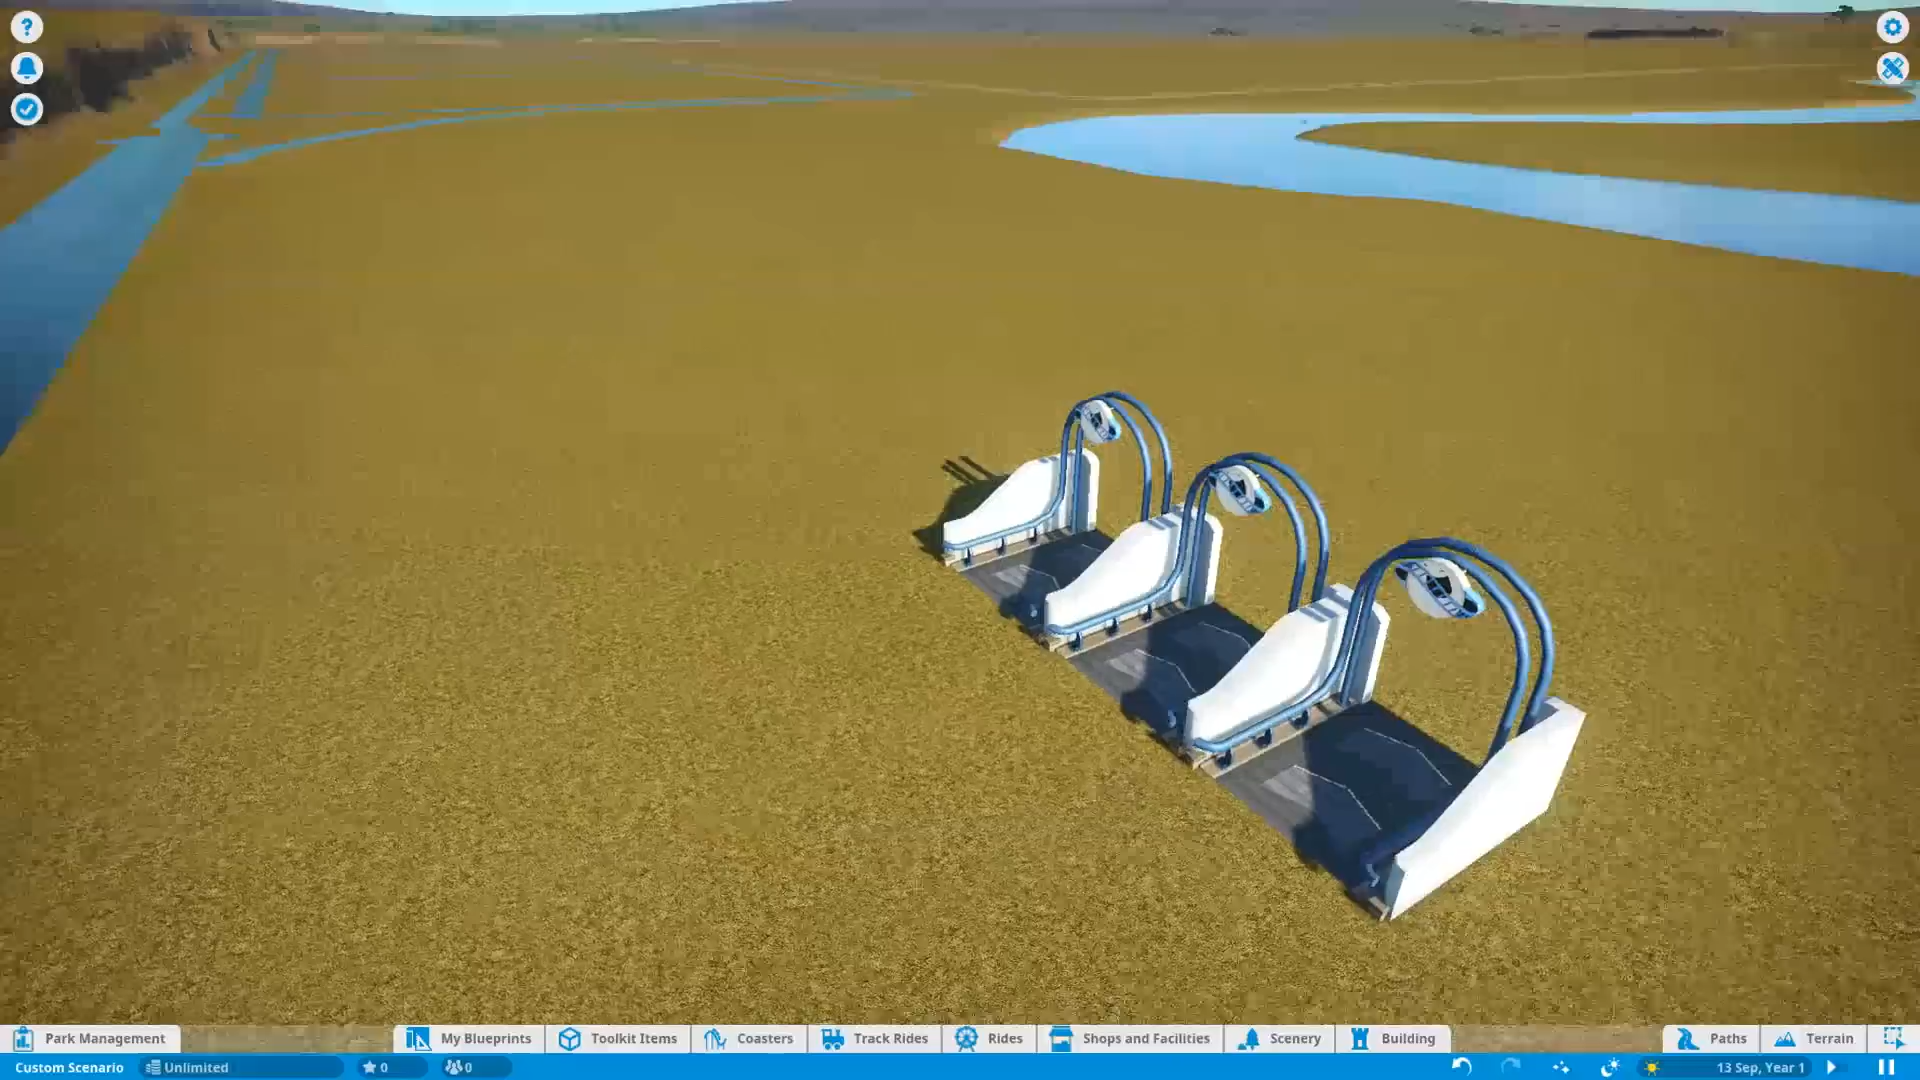 ?
Park Management
My Blueprints
Toolkit Items
Coasters
Track Rides
Rides
Shops and Facilities
Scenery
Building
Paths
Terrain
Custom Scenario
Unlimited
0
0
13 Sep, Year 1